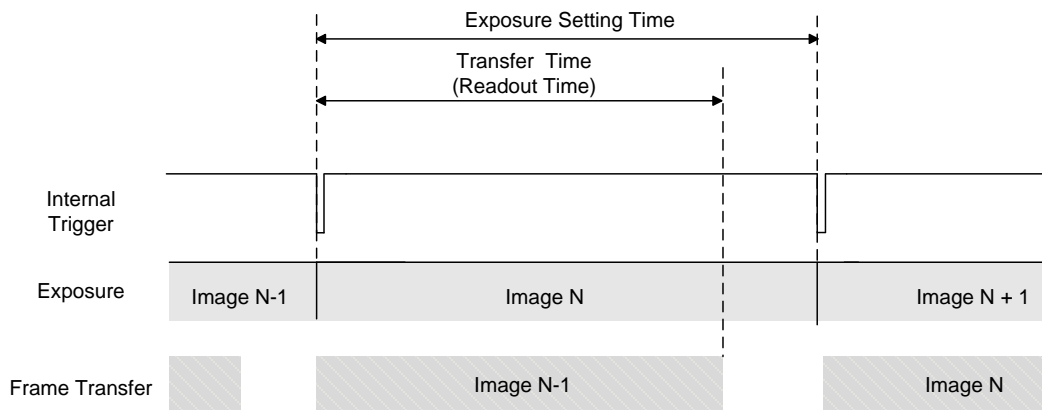 Exposure Setting Time
Transfer Time
(Readout Time)
Internal
Trigger
Exposure
Image N-1
Image N
Image N + 1
Frame Transfer
Image N-1
Image N